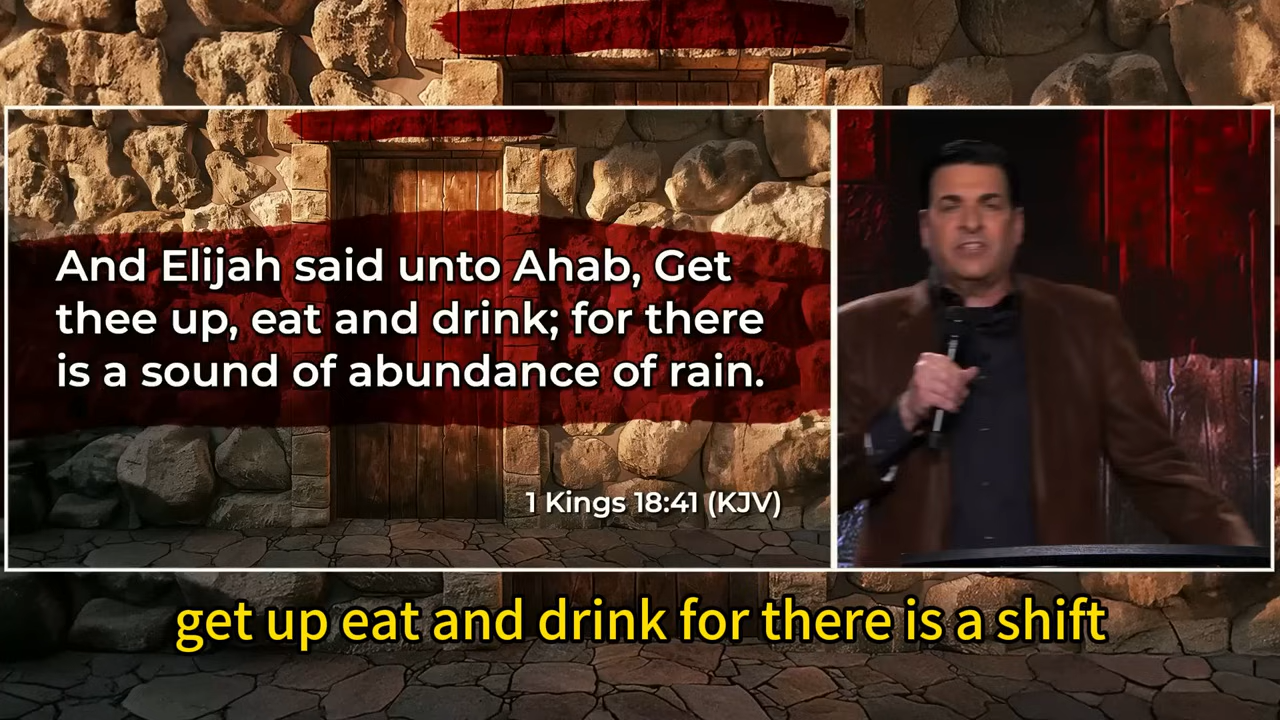 And Elijah said unto Ahab, Get
thee up, eat and drink; for there
is a sound of abundance of rain.
1 Kings 18:41 (KJV)
get up eat and drink for there is a shift